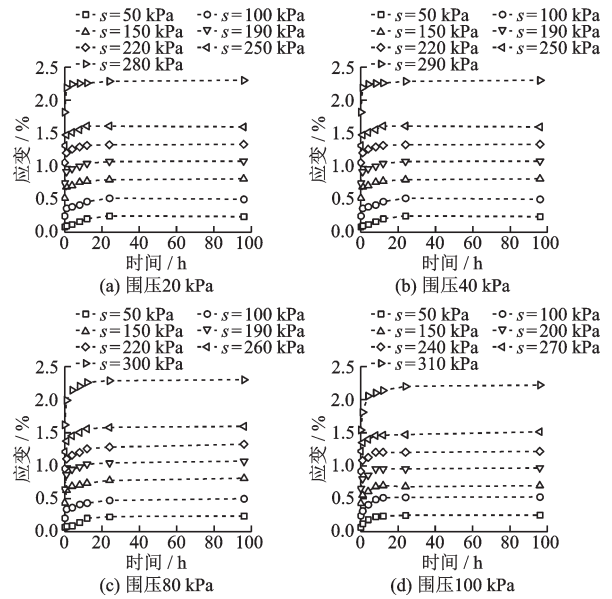 s=50 kPa s=100 kPa
s=150 kPa s=190 kPa
s=220 kPa s=250 kPa
s=280 kPa
应变 / %
2.5
2.0
1.5
1.0
0.5
0.0
0 20 40 60 80 100
时间 / h
(a) 围压20 kPa
s=50 kPa s=100 kPa
s=150 kPa s=190 kPa
s=220 kPa s=250 kPa
s=290 kPa
应变 / %
2.5
2.0
1.5
1.0
0.5
0.0
0 20 40 60 80 100
时间 / h
(b) 围压40 kPa
s=50 kPa s=100 kPa
s=150 kPa s=190 kPa
s=220 kPa s=260 kPa
s=300 kPa
应变 / %
2.5
2.0
1.5
1.0
0.5
0.0
0 20 40 60 80 100
时间 / h
(c) 围压80 kPa
s=50 kPa s=100 kPa
s=150 kPa s=200 kPa
s=240 kPa s=270 kPa
s=310 kPa
应变 / %
2.5
2.0
1.5
1.0
0.5
0.0
0 20 40 60 80 100
时间 / h
(d) 围压100 kPa